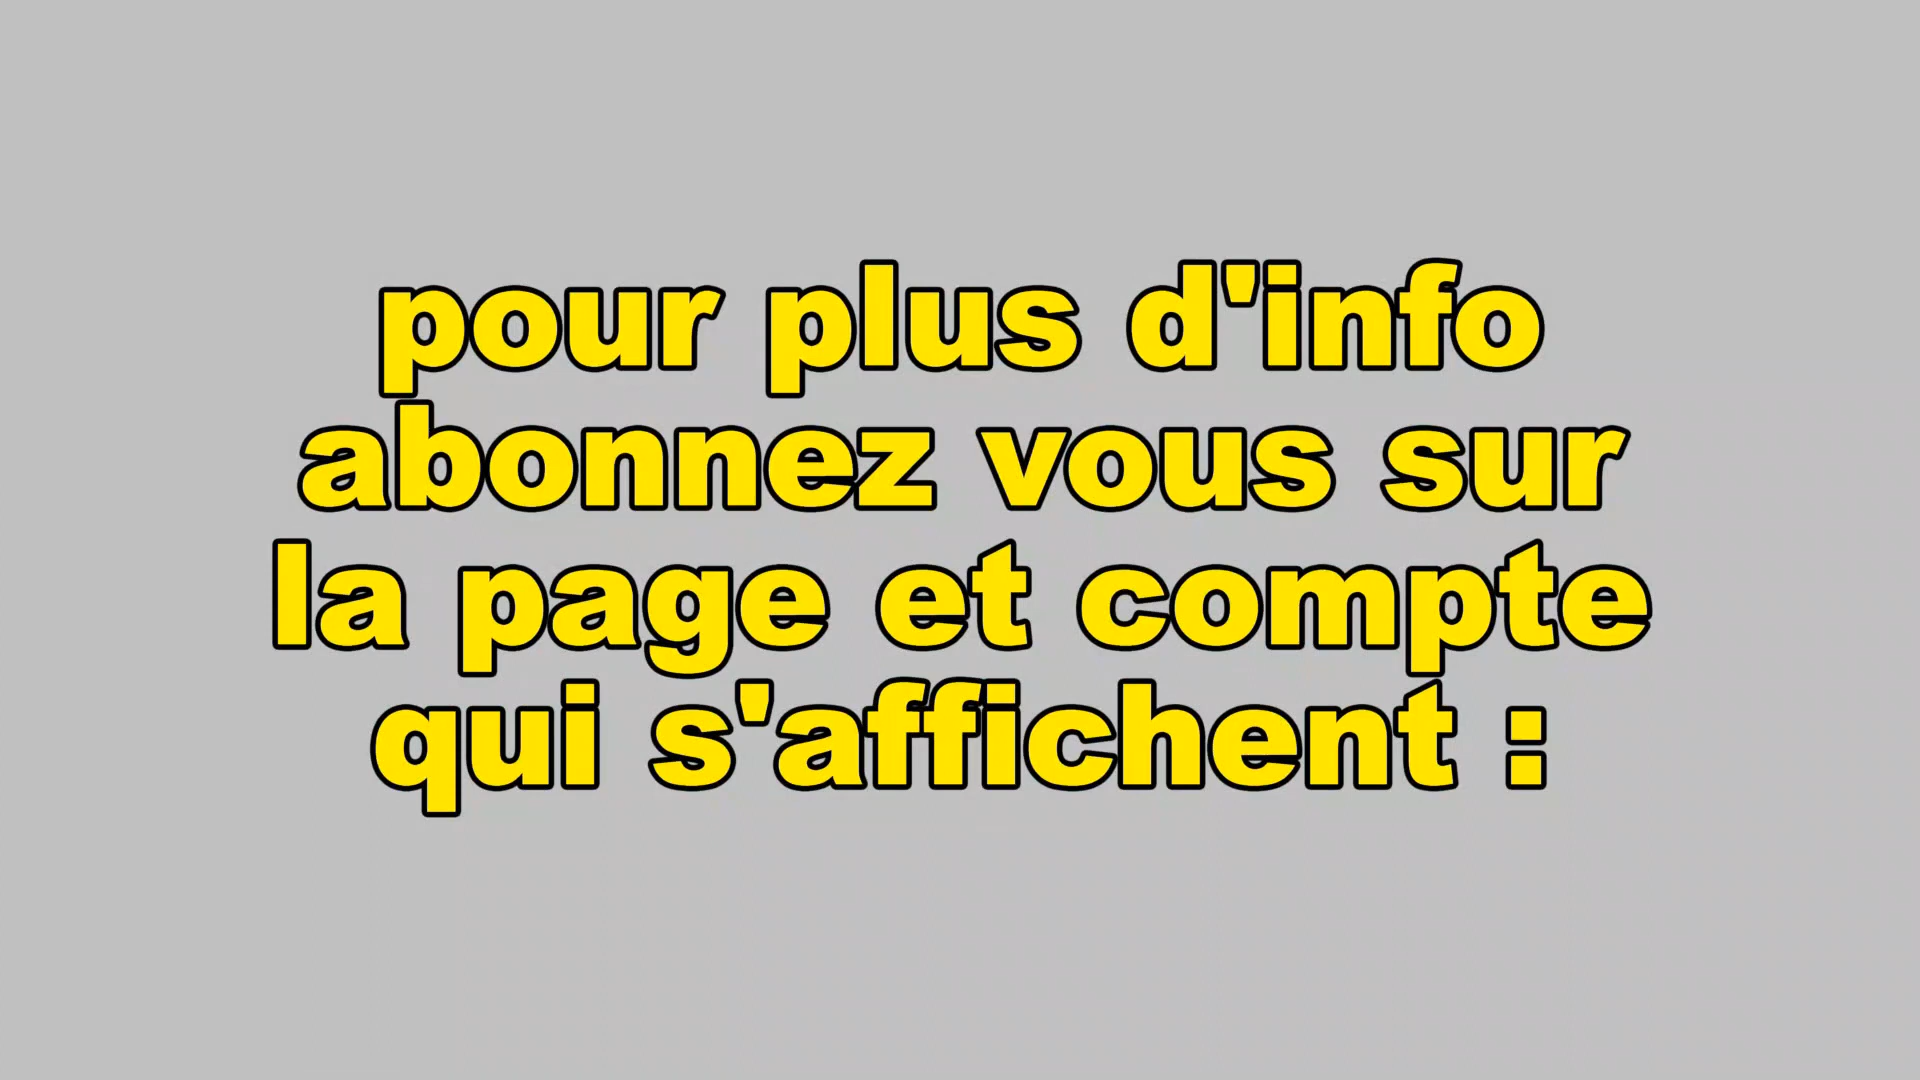 pour plus d'info
abonnez vous sur
la page et compte
qui s'affichent :